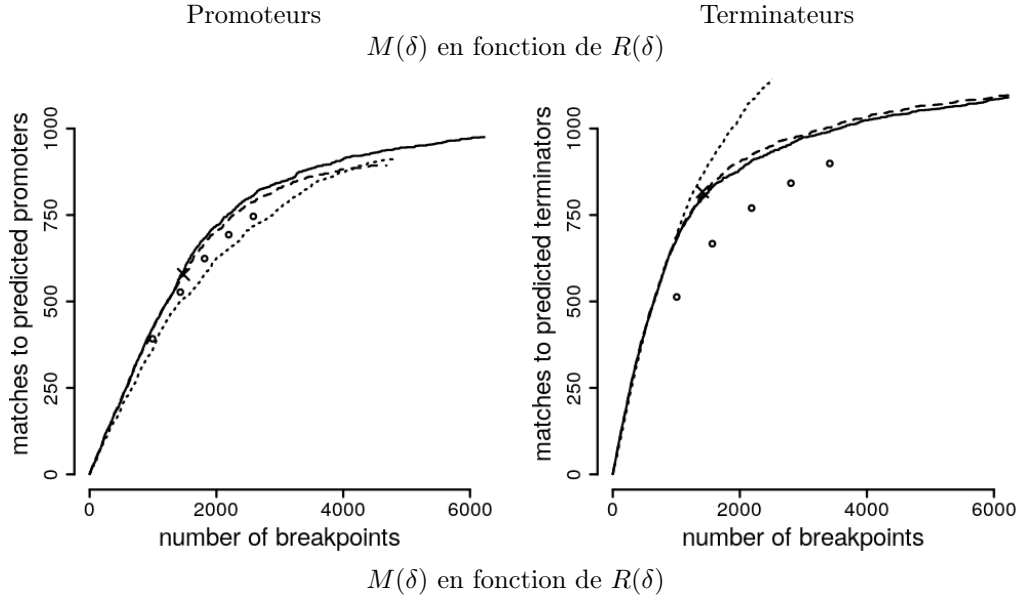 Promoteurs Terminateurs
M(δ) en fonction de R(δ)
matches to predicted promoters
1000
750
500
250
0
0 2000 4000 6000
number of breakpoints
matches to predicted terminators
1000
750
500
250
0
0 2000 4000 6000
number of breakpoints
M(δ) en fonction de R(δ)